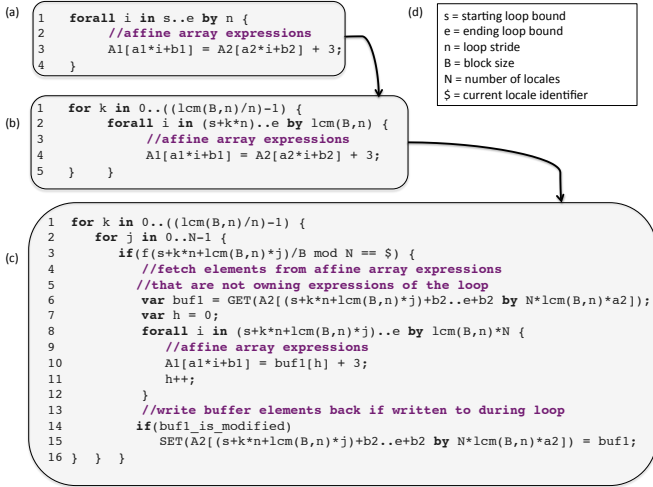 (a)
1 forall i in s..e by n {
2 //affine array expressions
3 A1[a1*i+b1] = A2[a2*i+b2] + 3;
4 }
(d)
s = starting loop bound
e = ending loop bound
n = loop stride
B = block size
N = number of locales
$ = current locale identifier
(b)
1 for k in 0..((lcm(B,n)/n)-1) {
2 forall i in (s+k*n)..e by lcm(B,n) {
3 //affine array expressions
4 A1[a1*i+b1] = A2[a2*i+b2] + 3;
5 } }
(c)
1 for k in 0..((lcm(B,n)/n)-1) {
2 for j in 0..N-1 {
3 if(f(s+k*n+lcm(B,n)*j)/B mod N == $) {
4 //fetch elements from affine array expressions
5 //that are not owning expressions of the loop
6 var buf1 = GET(A2[(s+k*n+lcm(B,n)*j)+b2..e+b2 by N*lcm(B,n)*a2]);
7 var h = 0;
8 forall i in (s+k*n+lcm(B,n)*j)..e by lcm(B,n)*N {
9 //affine array expressions
10 A1[a1*i+b1] = buf1[h] + 3;
11 h++;
12 }
13 //write buffer elements back if written to during loop
14 if(buf1_is_modified)
15 SET(A2[(s+k*n+lcm(B,n)*j)+b2..e+b2 by N*lcm(B,n)*a2]) = buf1;
16 } } }